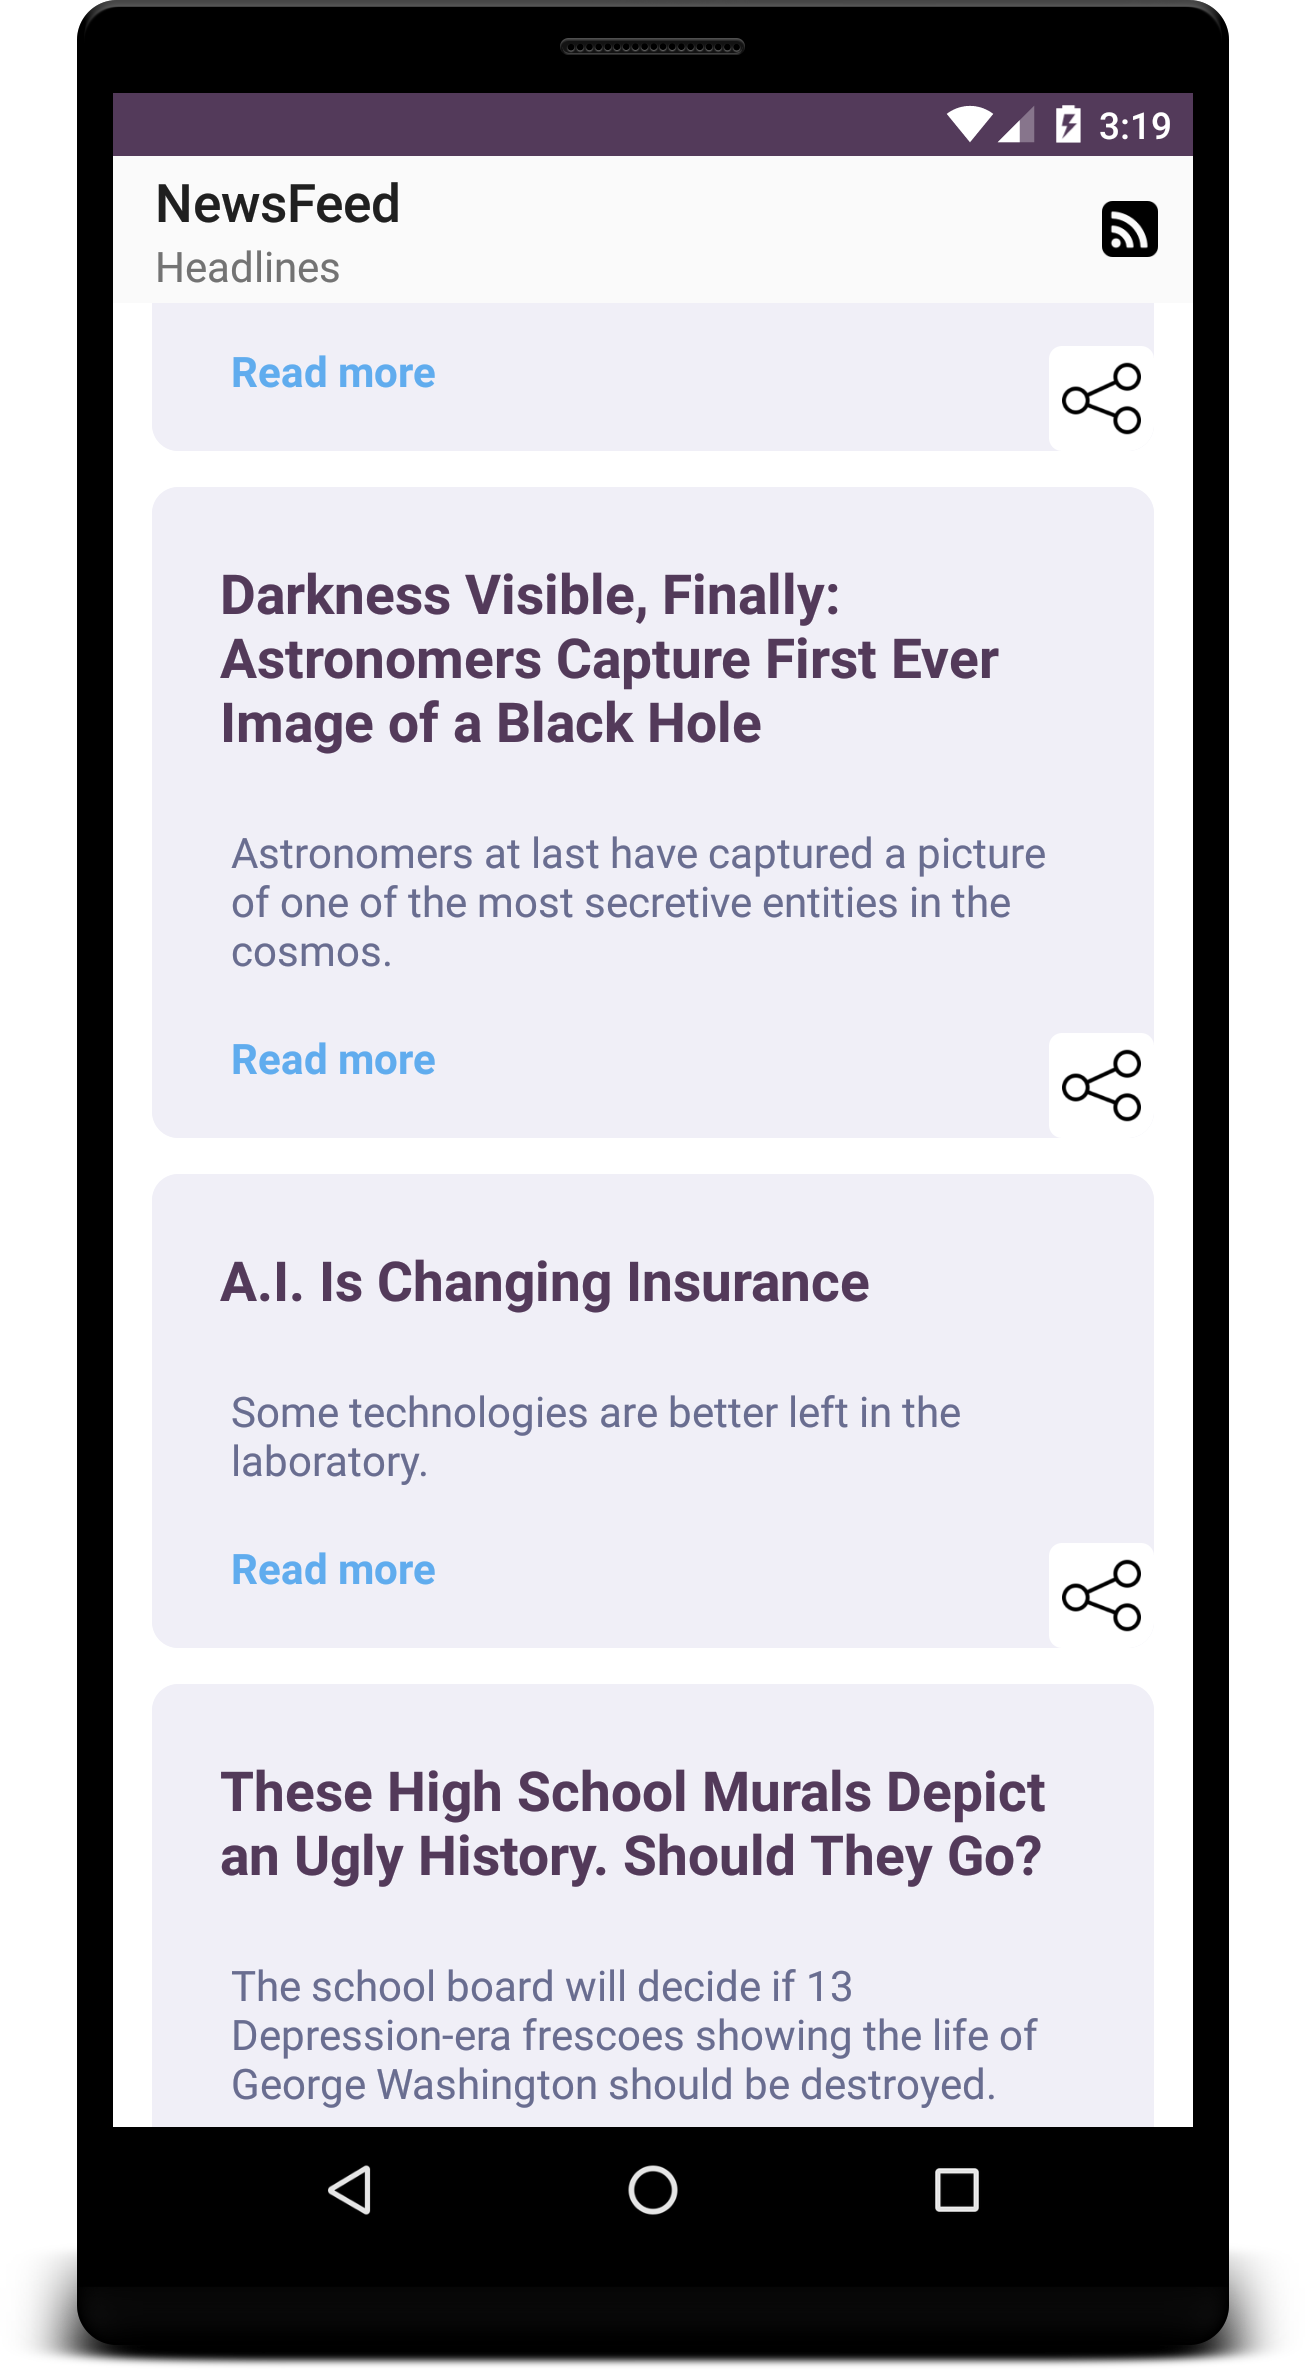 3:19
NewsFeed
Headlines
Read more
Darkness Visible, Finally:
Astronomers Capture First Ever
Image of a Black Hole
Astronomers at last have captured a picture
of one of the most secretive entities in the
cosmos.
Read more
A.I. Is Changing Insurance
Some technologies are better left in the
laboratory.
Read more
These High School Murals Depict
an Ugly History. Should They Go?
The school board will decide if 13
Depression-era frescoes showing the life of
George Washington should be destroyed.